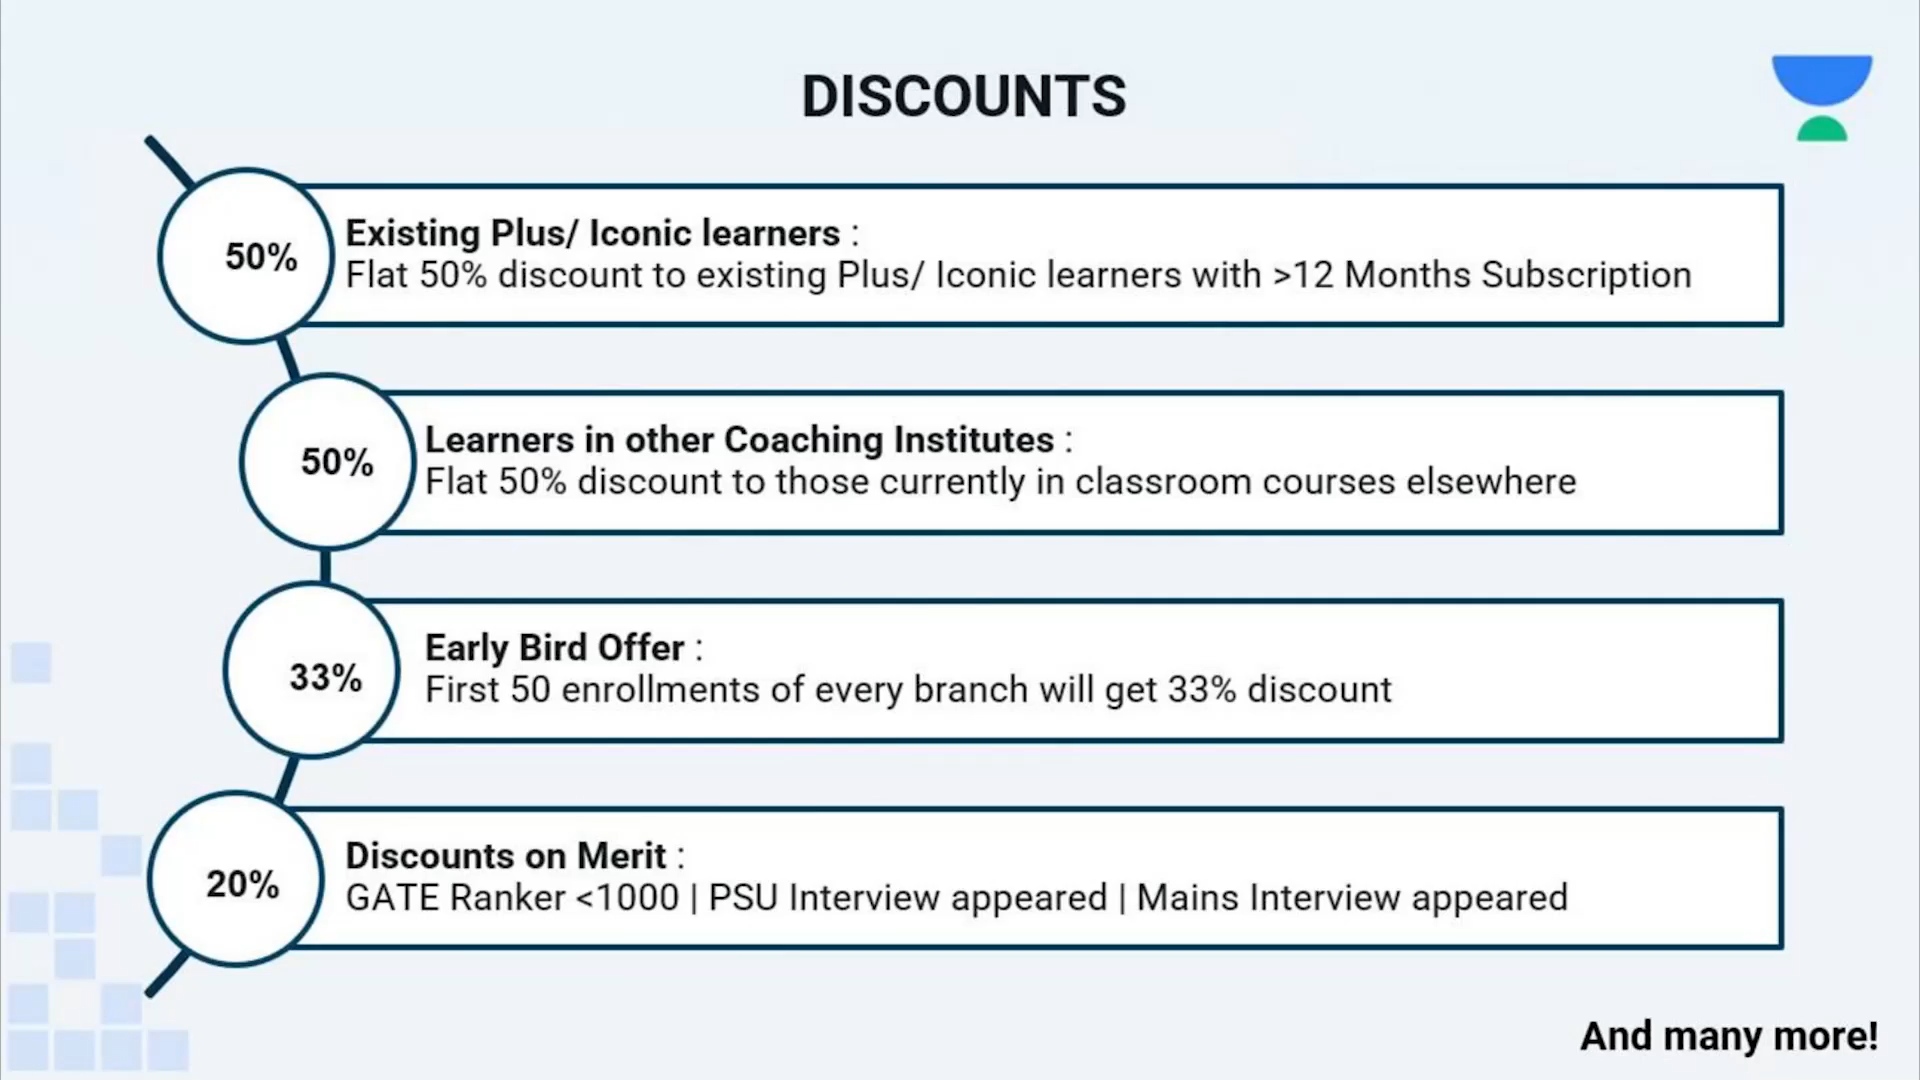 DISCOUNTS
50%
Existing Plus/ Iconic learners :
Flat 50% discount to existing Plus/ Iconic learners with >12 Months Subscription
50%
Learners in other Coaching Institutes :
Flat 50% discount to those currently in classroom courses elsewhere
33%
Early Bird Offer :
First 50 enrollments of every branch will get 33% discount
20%
Discounts on Merit :
GATE Ranker <1000 | PSU Interview appeared | Mains Interview appeared
And many more!